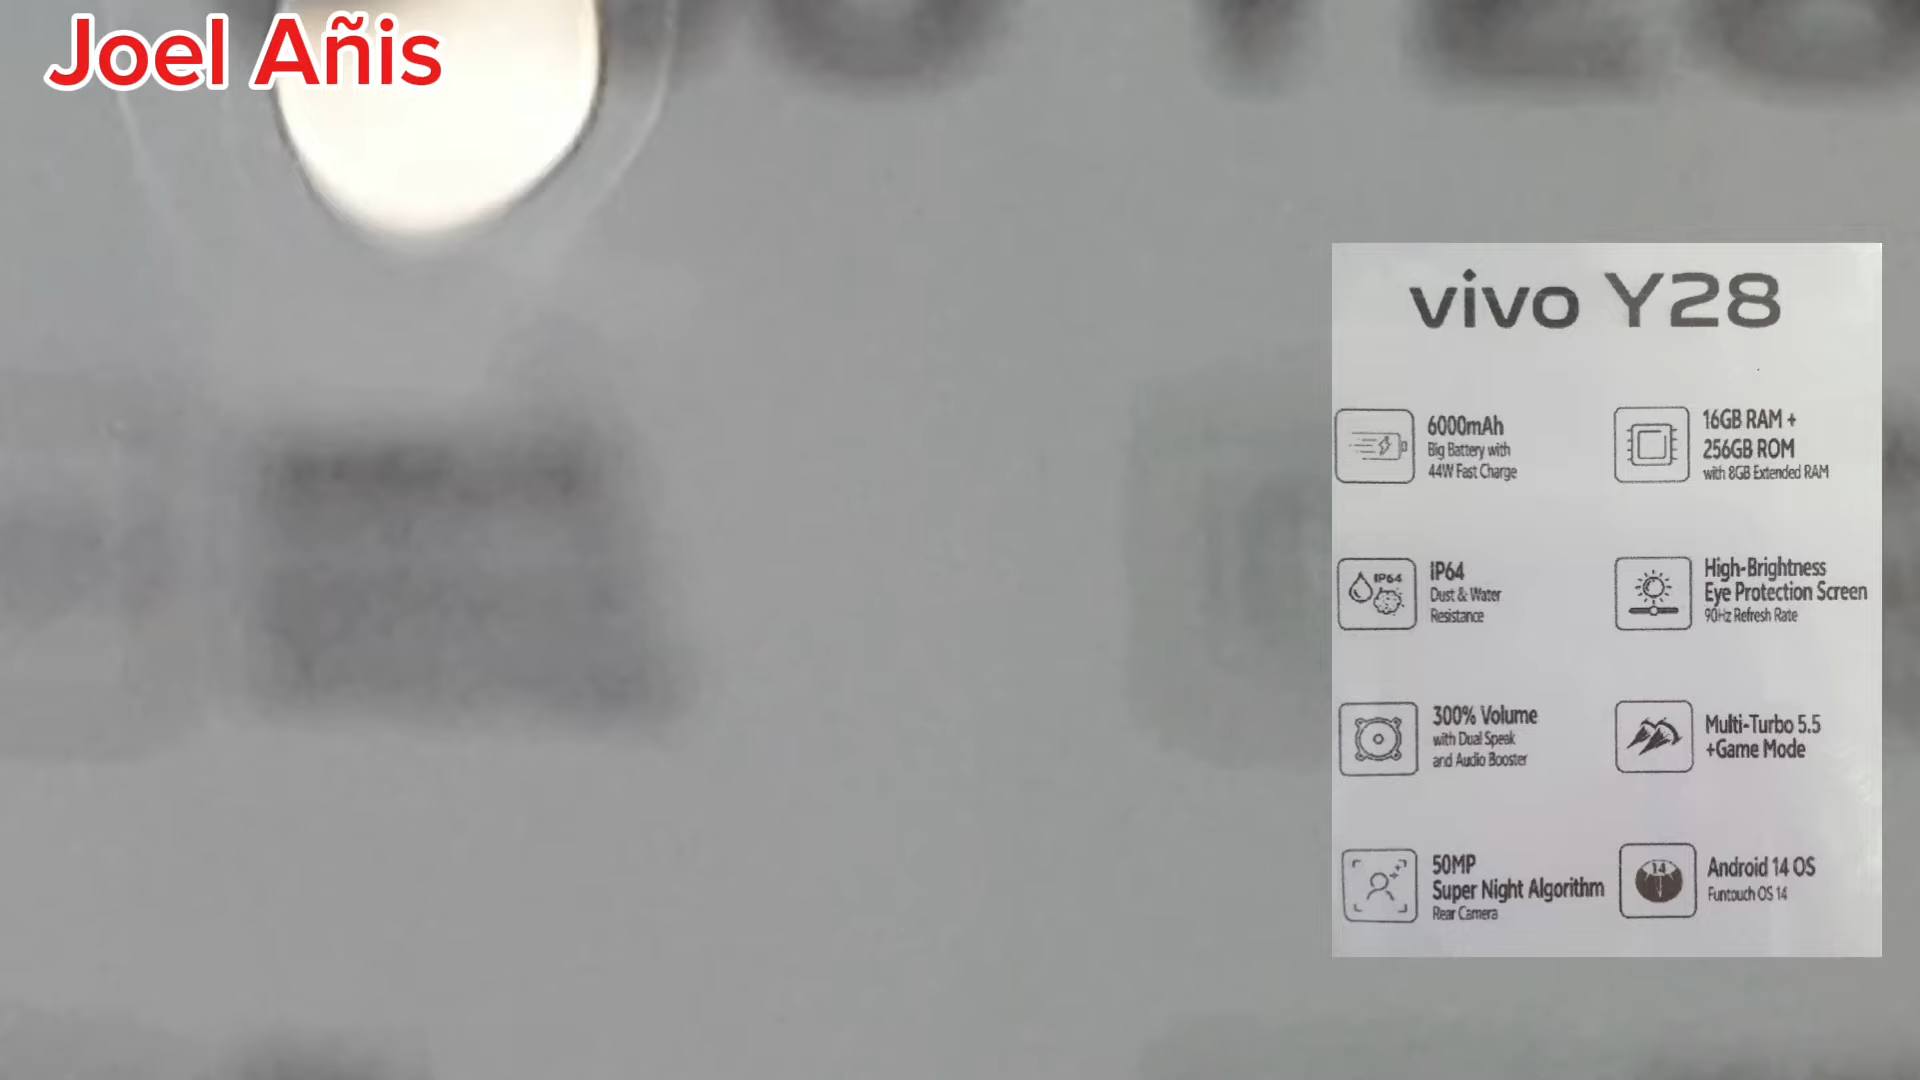 Joel Añis
vivo Y28
6000mAh
Big Battery with
44W Fast Charge
16GB RAM +
256GB ROM
with 8GB Extended RAM
IP64
IP64
Dust & Water
Resistance
High-Brightness
Eye Protection Screen
90Hz Refresh Rate
300% Volume
with Dual Speak
and Audio Booster
Multi-Turbo 5.5
+Game Mode
50MP
Super Night Algorithm
Rear Camera
14
Android 14 OS
Funtouch OS 14